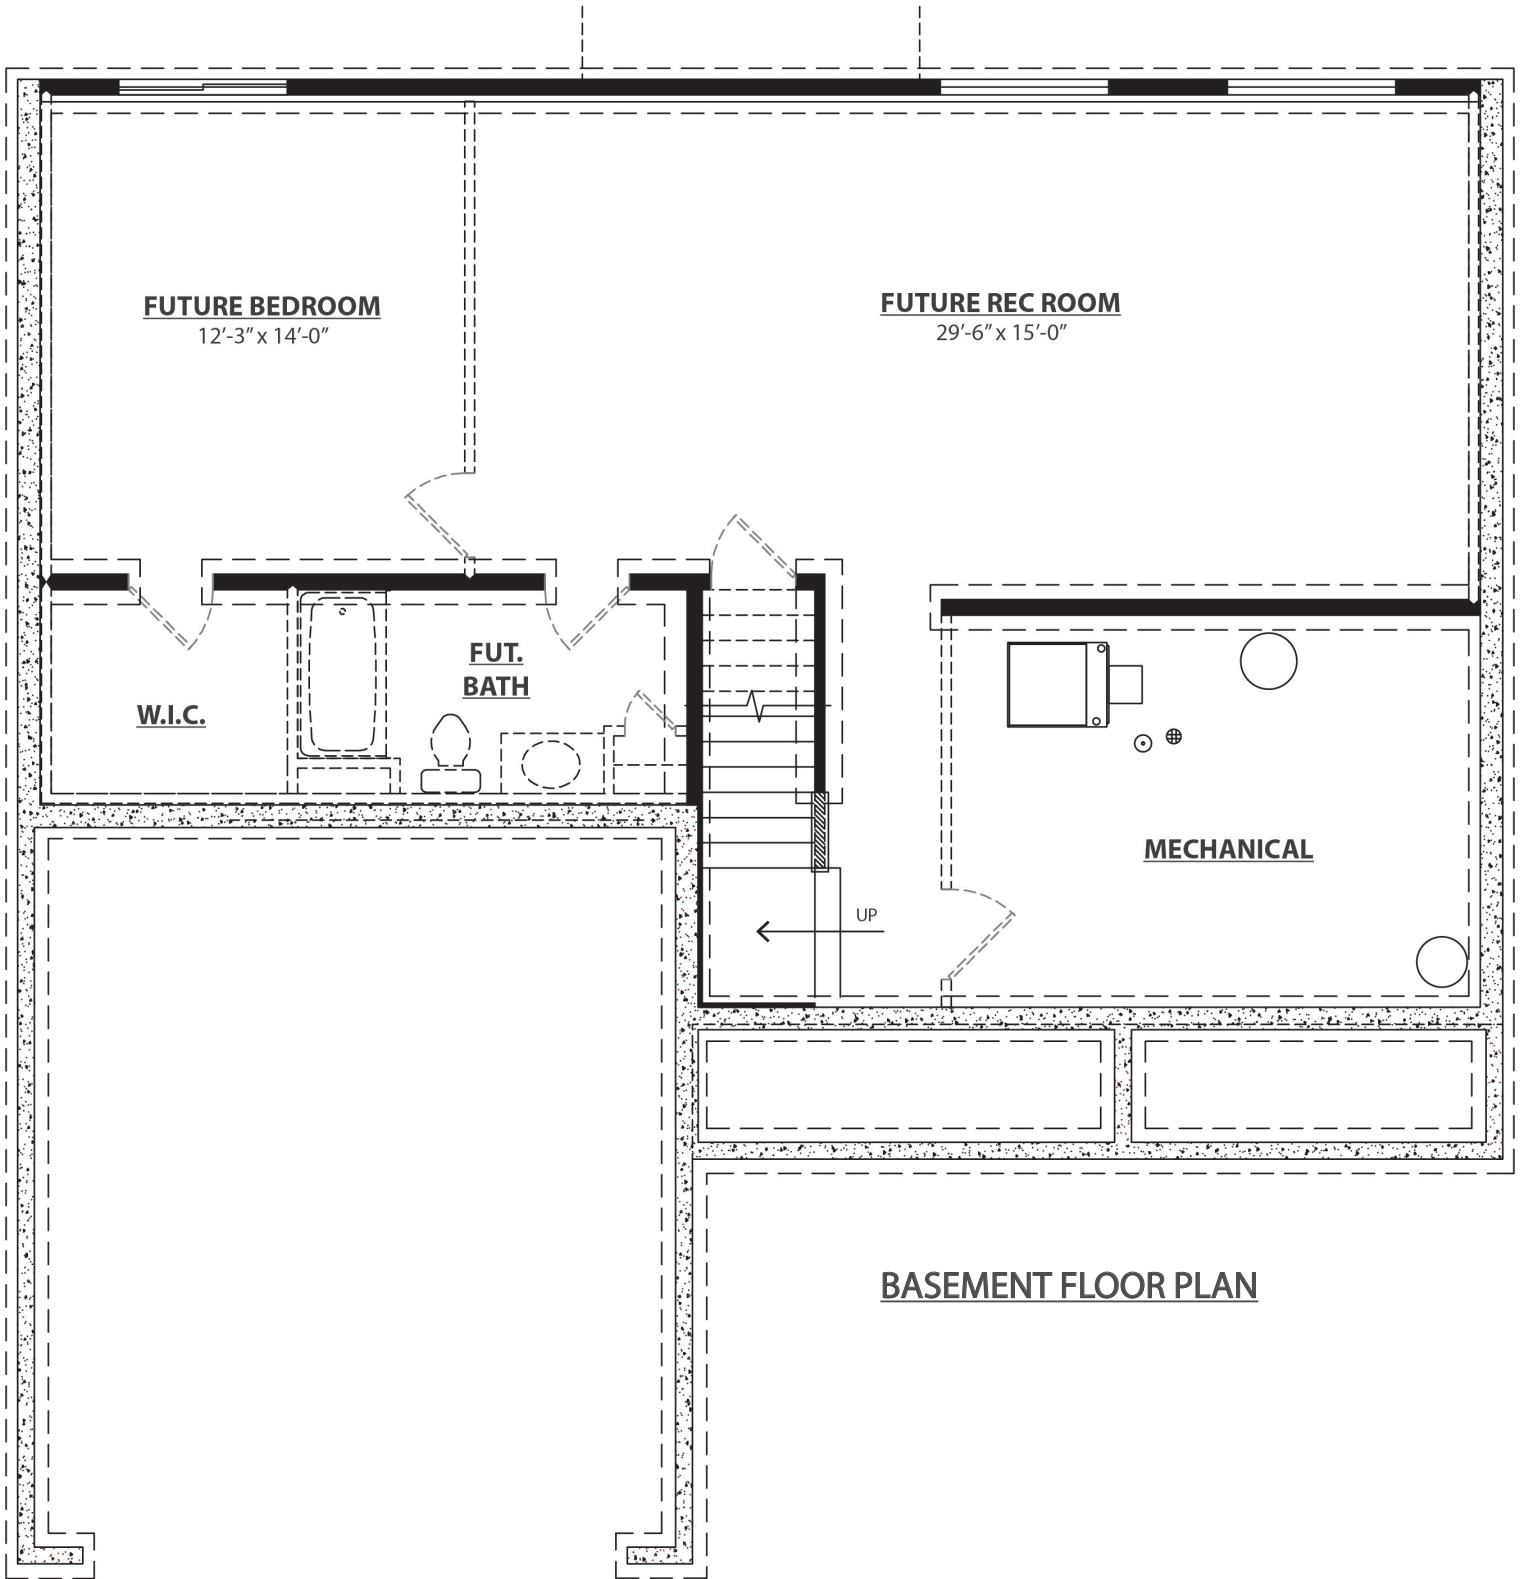 FUTURE BEDROOM
12’-3” x 14’-0”
FUTURE REC ROOM
29’-6” x 15’-0”
FUT.
BATH
W.I.C.
MECHANICAL
UP
BASEMENT FLOOR PLAN